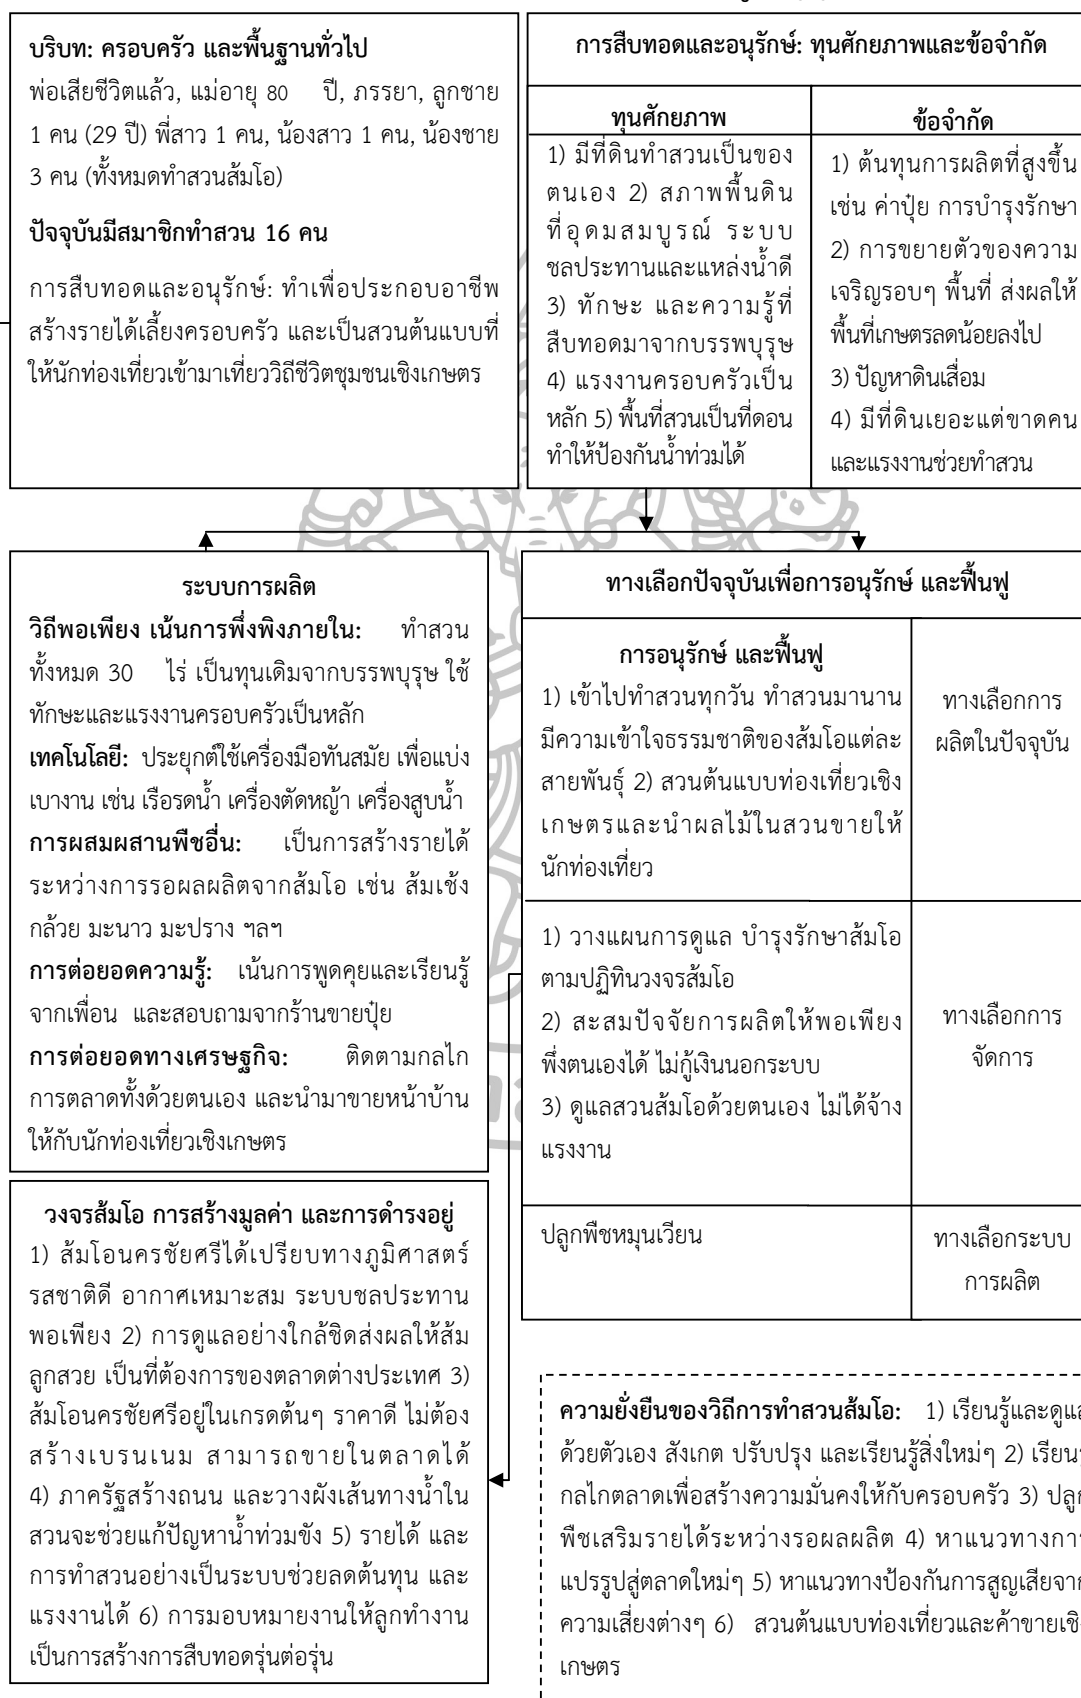 บริบท: ครอบครัว และพื้นฐานทั่วไป
พ่อเสียชีวิตแล้ว, แม่อายุ 80 ปี, ภรรยา, ลูกชาย
1 คน (29 ปี) พี่สาว 1 คน, น้องสาว 1 คน, น้องชาย
3 คน (ทั้งหมดทำสวนส้มโอ)
ปัจจุบันมีสมาชิกทำสวน 16 คน
การสืบทอดและอนุรักษ์: ทำเพื่อประกอบอาชีพ
สร้างรายได้เลี้ยงครอบครัว และเป็นสวนต้นแบบที่
ให้นักท่องเที่ยวเข้ามาเที่ยววิถีชีวิตชุมชนเชิงเกษตร
การสืบทอดและอนุรักษ์: ทุนศักยภาพและข้อจำกัด
ทุนศักยภาพ
1) มีที่ดินทำสวนเป็นของ
ตนเอง 2) สภาพพื้นดิน
ที่อุดมสมบูรณ์ ระบบ
ชลประทานและแหล่งน้ำดี
3) ทักษะ และความรู้ที่
สืบทอดมาจากบรรพบุรุษ
4) แรงงานครอบครัวเป็น
หลัก 5) พื้นที่สวนเป็นที่ดอน
ทำให้ป้องกันน้ำท่วมได้
ข้อจำกัด
1) ต้นทุนการผลิตที่สูงขึ้น
เช่น ค่าปุ๋ย การบำรุงรักษา
2) การขยายตัวของความ
เจริญรอบๆ พื้นที่ ส่งผลให้
พื้นที่เกษตรลดน้อยลงไป
3) ปัญหาดินเสื่อม
4) มีที่ดินเยอะแต่ขาดคน
และแรงงานช่วยทำสวน
ระบบการผลิต
วิถีพอเพียง เน้นการพึ่งพิงภายใน: ทำสวน
ทั้งหมด 30 ไร่ เป็นทุนเดิมจากบรรพบุรุษ ใช้
ทักษะและแรงงานครอบครัวเป็นหลัก
เทคโนโลยี: ประยุกต์ใช้เครื่องมือทันสมัย เพื่อแบ่ง
เบางาน เช่น เรือรดน้ำ เครื่องตัดหญ้า เครื่องสูบน้ำ
การผสมผสานพืชอื่น: เป็นการสร้างรายได้
ระหว่างการรอผลผลิตจากส้มโอ เช่น ส้มเช้ง
กล้วย มะนาว มะปราง ฯลฯ
การต่อยอดความรู้: เน้นการพูดคุยและเรียนรู้
จากเพื่อน และสอบถามจากร้านขายปุ๋ย
การต่อยอดทางเศรษฐกิจ: ติดตามกลไก
การตลาดทั้งด้วยตนเอง และนำมาขายหน้าบ้าน
ให้กับนักท่องเที่ยวเชิงเกษตร
ทางเลือกปัจจุบันเพื่อการอนุรักษ์ และฟื้นฟู
การอนุรักษ์ และฟื้นฟู
1) เข้าไปทำสวนทุกวัน ทำสวนมานาน
มีความเข้าใจธรรมชาติของส้มโอแต่ละ
สายพันธุ์ 2) สวนต้นแบบท่องเที่ยวเชิง
เกษตรและนำผลไม้ในสวนขายให้
นักท่องเที่ยว
ทางเลือกการ
ผลิตในปัจจุบัน
1) วางแผนการดูแล บำรุงรักษาส้มโอ
ตามปฏิทินวงจรส้มโอ
2) สะสมปัจจัยการผลิตให้พอเพียง
พึ่งตนเองได้ ไม่กู้เงินนอกระบบ
3) ดูแลสวนส้มโอด้วยตนเอง ไม่ได้จ้าง
แรงงาน
ทางเลือกการ
จัดการ
ปลูกพืชหมุนเวียน
ทางเลือกระบบ
การผลิต
วงจรส้มโอ การสร้างมูลค่า และการดำรงอยู่
1) ส้มโอนครชัยศรีได้เปรียบทางภูมิศาสตร์
รสชาติดี อากาศเหมาะสม ระบบชลประทาน
พอเพียง 2) การดูแลอย่างใกล้ชิดส่งผลให้ส้ม
ลูกสวย เป็นที่ต้องการของตลาดต่างประเทศ 3)
ส้มโอนครชัยศรีอยู่ในเกรดต้นๆ ราคาดี ไม่ต้อง
สร้างเบรนเนม สามารถขายในตลาดได้
4) ภาครัฐสร้างถนน และวางผังเส้นทางน้ำใน
สวนจะช่วยแก้ปัญหาน้ำท่วมขัง 5) รายได้ และ
การทำสวนอย่างเป็นระบบช่วยลดต้นทุน และ
แรงงานได้ 6) การมอบหมายงานให้ลูกทำงาน
เป็นการสร้างการสืบทอดรุ่นต่อรุ่น
ความยั่งยืนของวิถีการทำสวนส้มโอ: 1) เรียนรู้และดูแล
ด้วยตัวเอง สังเกต ปรับปรุง และเรียนรู้สิ่งใหม่ๆ 2) เรียนรู้
กลไกตลาดเพื่อสร้างความมั่นคงให้กับครอบครัว 3) ปลูก
พืชเสริมรายได้ระหว่างรอผลผลิต 4) หาแนวทางการ
แปรรูปสู่ตลาดใหม่ๆ 5) หาแนวทางป้องกันการสูญเสียจาก
ความเสี่ยงต่างๆ 6) สวนต้นแบบท่องเที่ยวและค้าขายเชิง
เกษตร